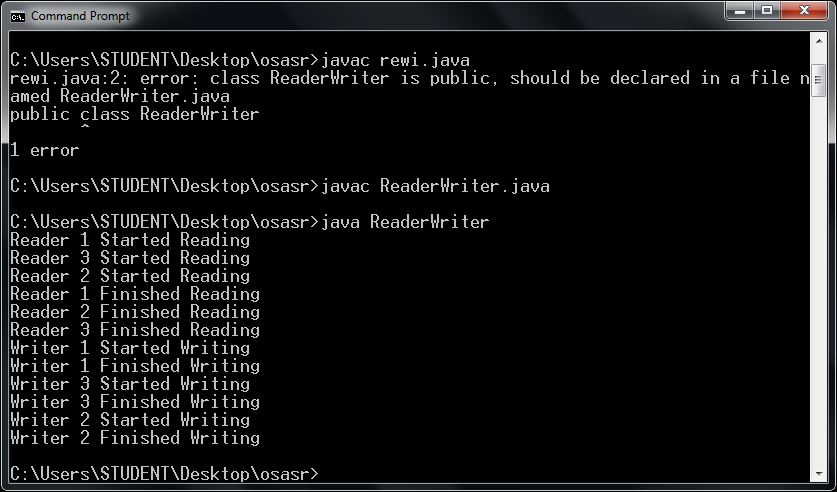 Command Prompt
C:\Users\STUDENT\Desktop\osasr>javac rewi.java
rewi.java:2: error: class ReaderWriter is public, should be declared in a file n
amed ReaderWriter.java
public class ReaderWriter
       ^
1 error
C:\Users\STUDENT\Desktop\osasr>javac ReaderWriter.java
C:\Users\STUDENT\Desktop\osasr>java ReaderWriter
Reader 1 Started Reading
Reader 3 Started Reading
Reader 2 Started Reading
Reader 1 Finished Reading
Reader 2 Finished Reading
Reader 3 Finished Reading
Writer 1 Started Writing
Writer 1 Finished Writing
Writer 3 Started Writing
Writer 3 Finished Writing
Writer 2 Started Writing
Writer 2 Finished Writing
C:\Users\STUDENT\Desktop\osasr>